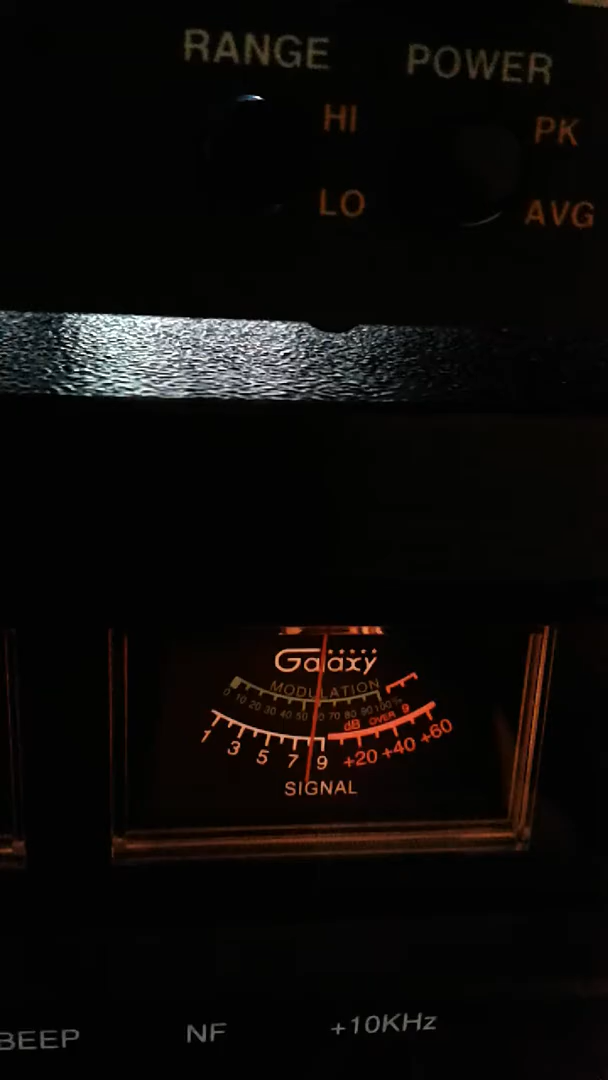 RANGE POWER
HI PK
LO AVG
Galaxy
MODULATION
0 10 20 30 40 50 60 70 80 90 100%
dB OVER 9
1 3 5 7 9 +20 +40 +60
SIGNAL
BEEP NF +10KHz